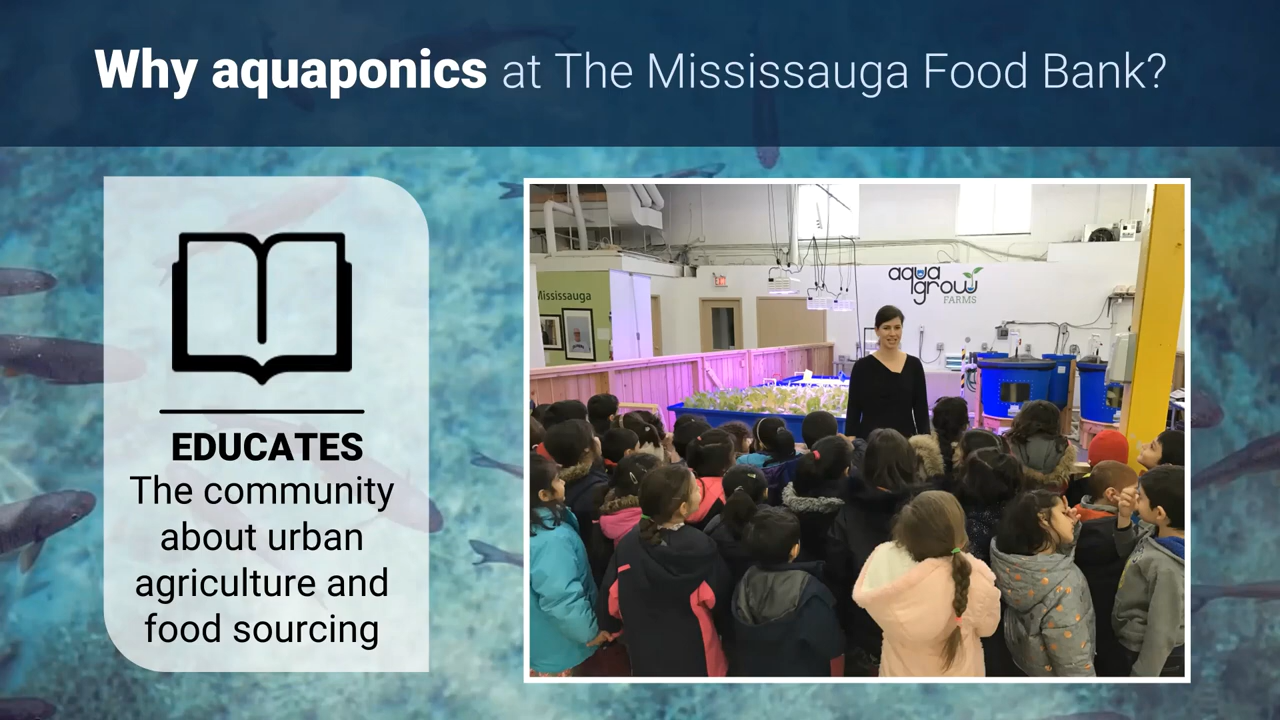 Why aquaponics at The Mississauga Food Bank?
EDUCATES
The community
about urban
agriculture and
food sourcing
Mississauga
aqua
grow
FARMS